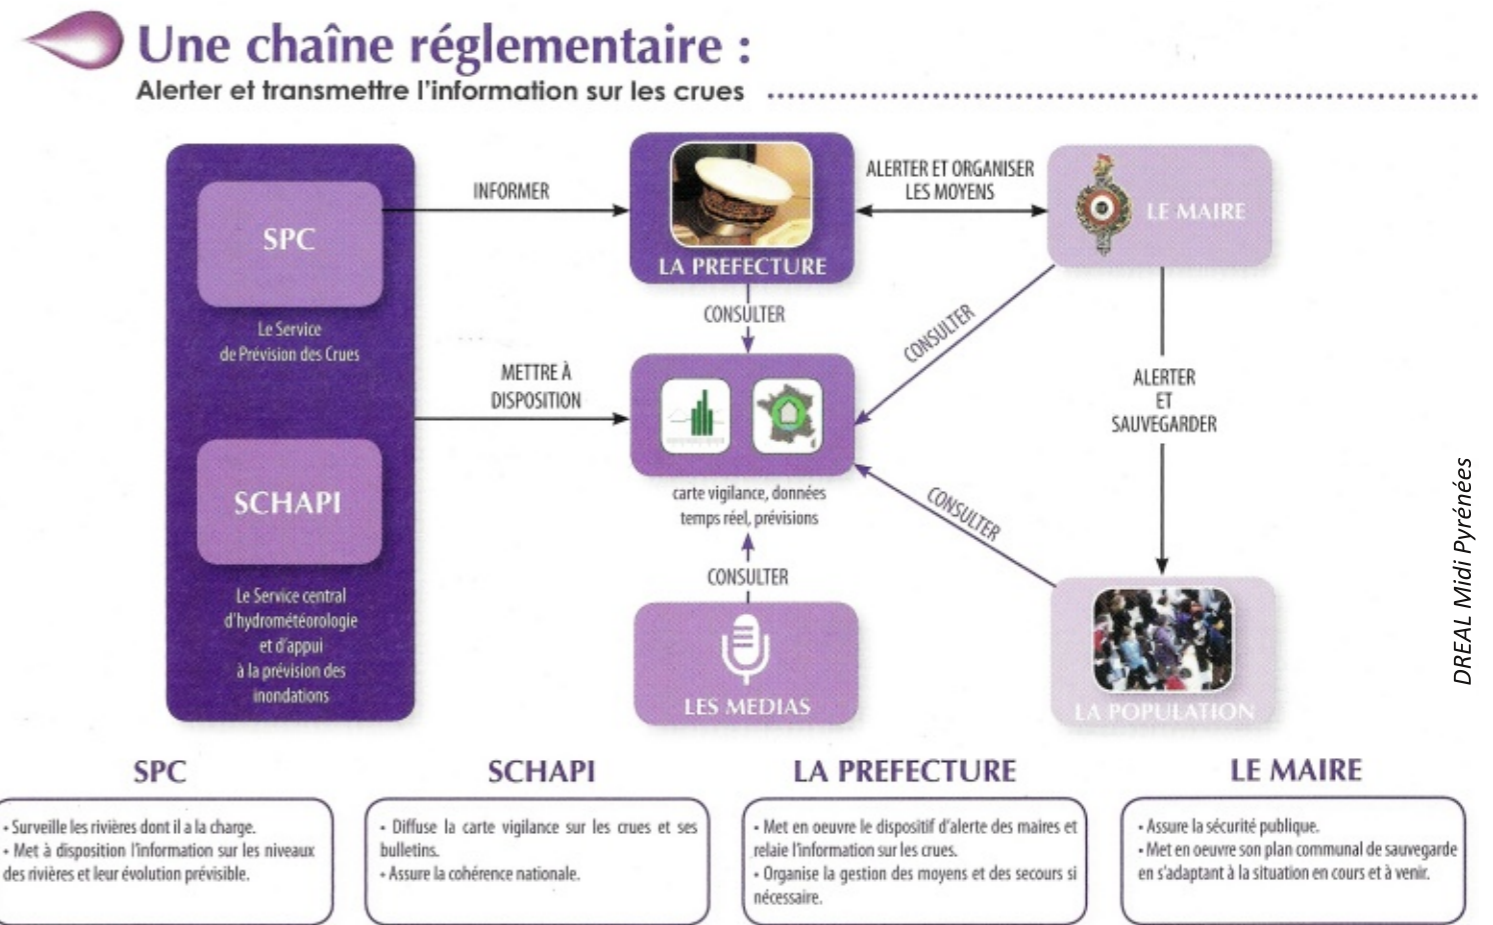 Une chaîne réglementaire :
Alerter et transmettre l'information sur les crues
SPC
Le Service
de Prévision des Crues
SCHAPI
Le Service central
d'hydrométéorologie
et d'appui
à la prévision des
inondations
INFORMER
METTRE À
DISPOSITION
LA PREFECTURE
CONSULTER
carte vigilance, données
temps réel, prévisions
CONSULTER
LES MEDIAS
ALERTER ET ORGANISER
LES MOYENS
LE MAIRE
CONSULTER
ALERTER
ET
SAUVEGARDER
CONSULTER
LA POPULATION
DREAL Midi Pyrénées
SPC
• Surveille les rivières dont il a la charge.
• Met à disposition l'information sur les niveaux
des rivières et leur évolution prévisible.
SCHAPI
• Diffuse la carte vigilance sur les crues et ses
bulletins.
• Assure la cohérence nationale.
LA PREFECTURE
• Met en oeuvre le dispositif d'alerte des maires et
relaie l'information sur les crues.
• Organise la gestion des moyens et des secours si
nécessaire.
LE MAIRE
• Assure la sécurité publique.
• Met en oeuvre son plan communal de sauvegarde
en s'adaptant à la situation en cours et à venir.